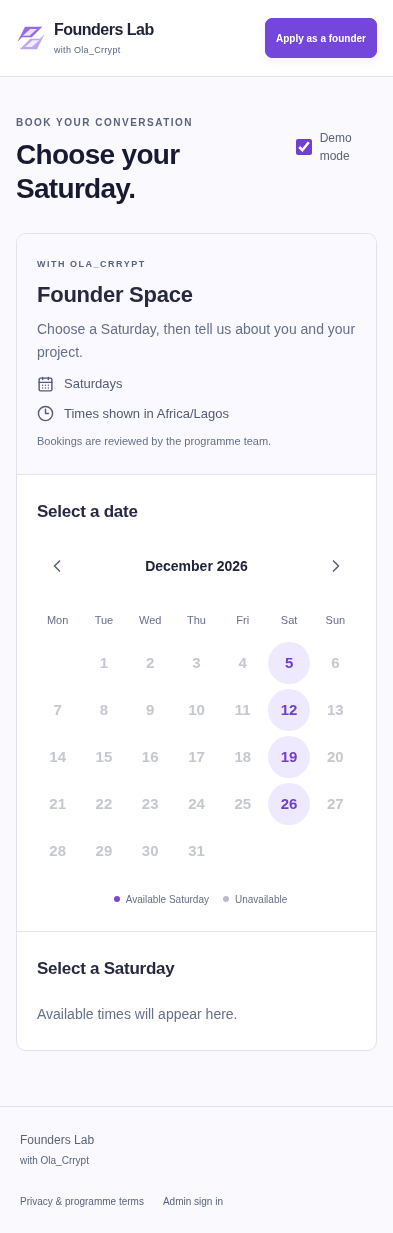 Founders Lab
with Ola_Crrypt
Apply as a founder
BOOK YOUR CONVERSATION
Choose your
Saturday.
Demo
mode
WITH OLA_CRRYPT
Founder Space
Choose a Saturday, then tell us about you and your
project.
Saturdays
Times shown in Africa/Lagos
Bookings are reviewed by the programme team.
Select a date
December 2026
Mon Tue Wed Thu Fri Sat Sun
1 2 3 4 5 6
7 8 9 10 11 12 13
14 15 16 17 18 19 20
21 22 23 24 25 26 27
28 29 30 31
Available Saturday Unavailable
Select a Saturday
Available times will appear here.
Founders Lab
with Ola_Crrypt
Privacy & programme terms Admin sign in